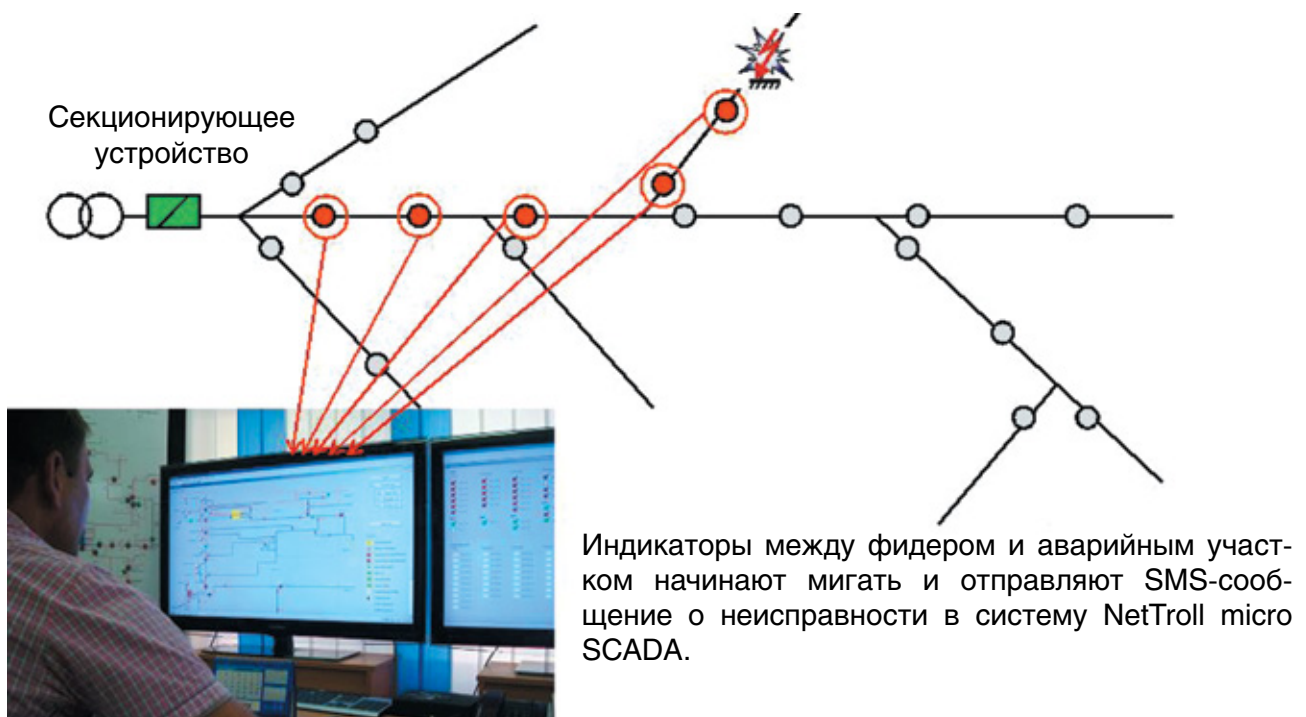 Секционирующее
устройство
Индикаторы между фидером и аварийным участ-
ком начинают мигать и отправляют SMS-сооб-
щение о неисправности в систему NetTroll micro
SCADA.